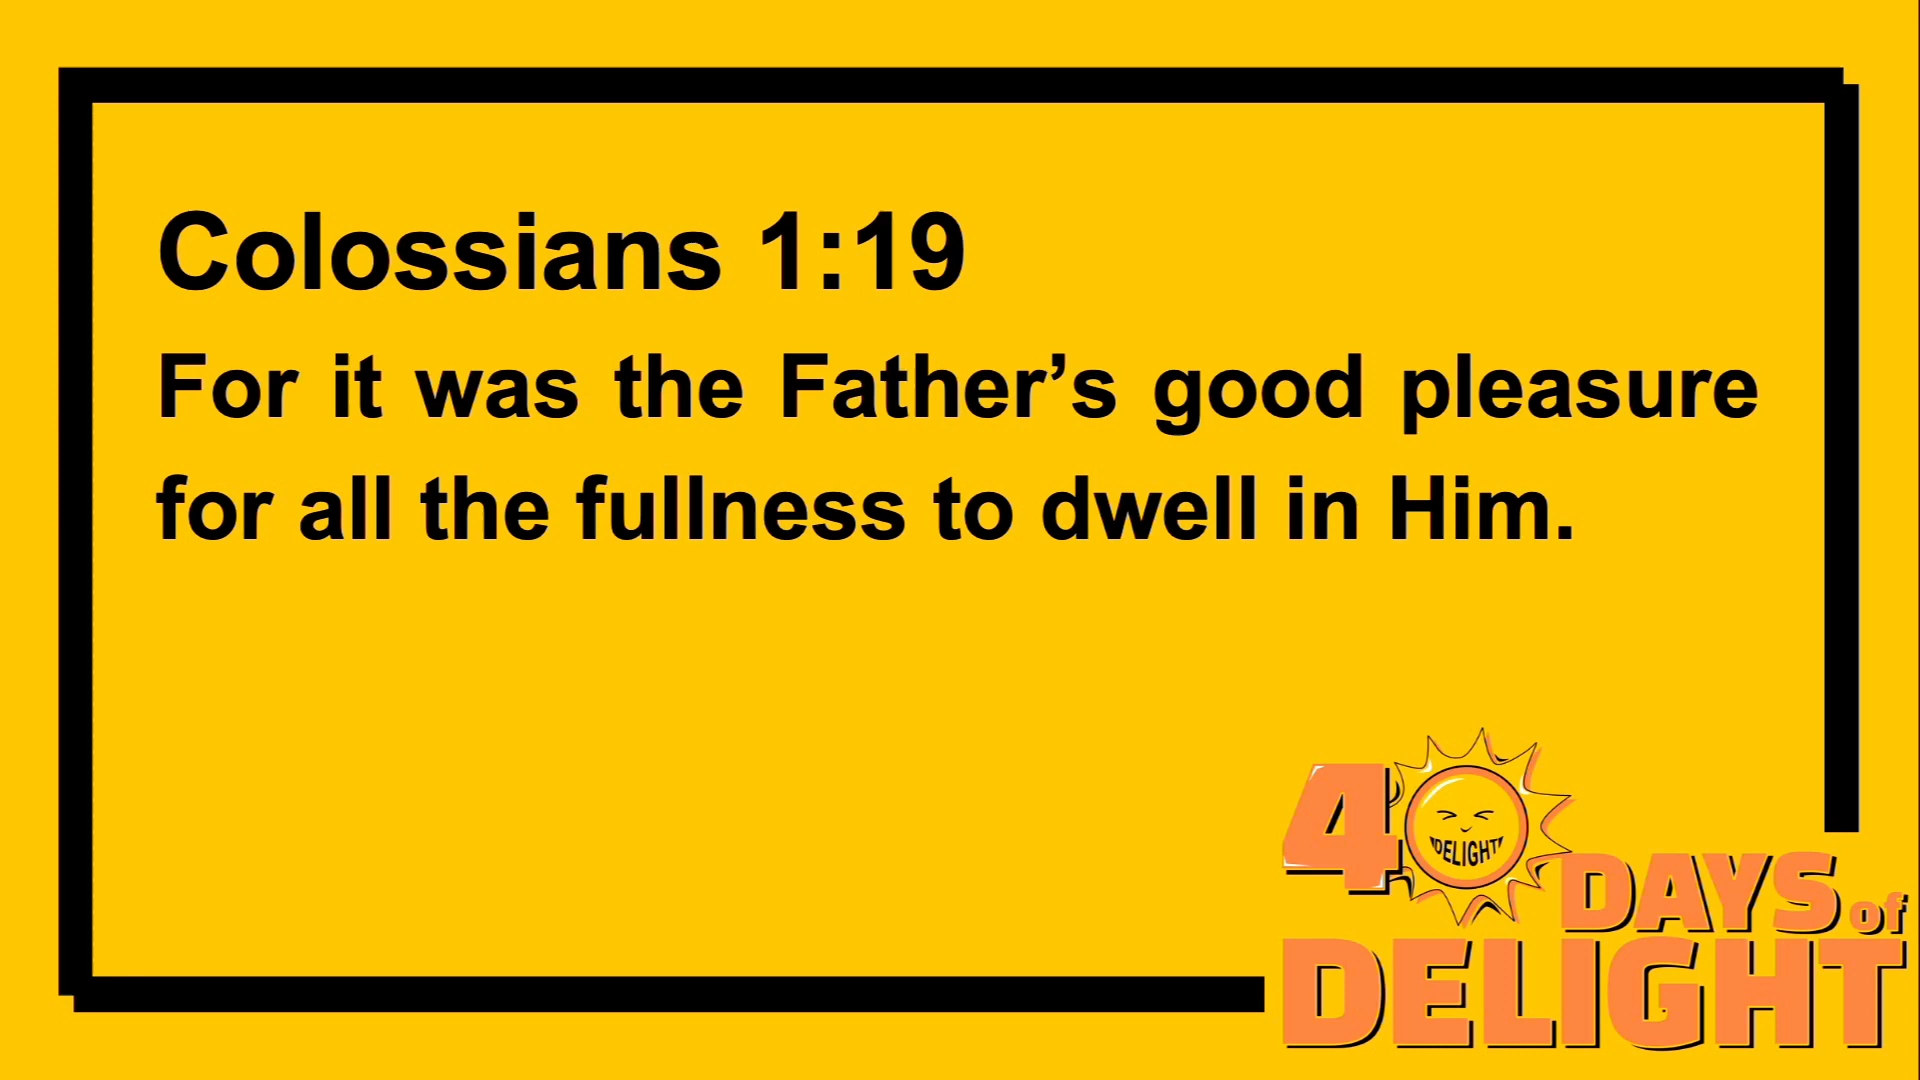 Colossians 1:19
For it was the Father’s good pleasure
for all the fullness to dwell in Him.
40 DAYS of
DELIGHT
DELIGHT